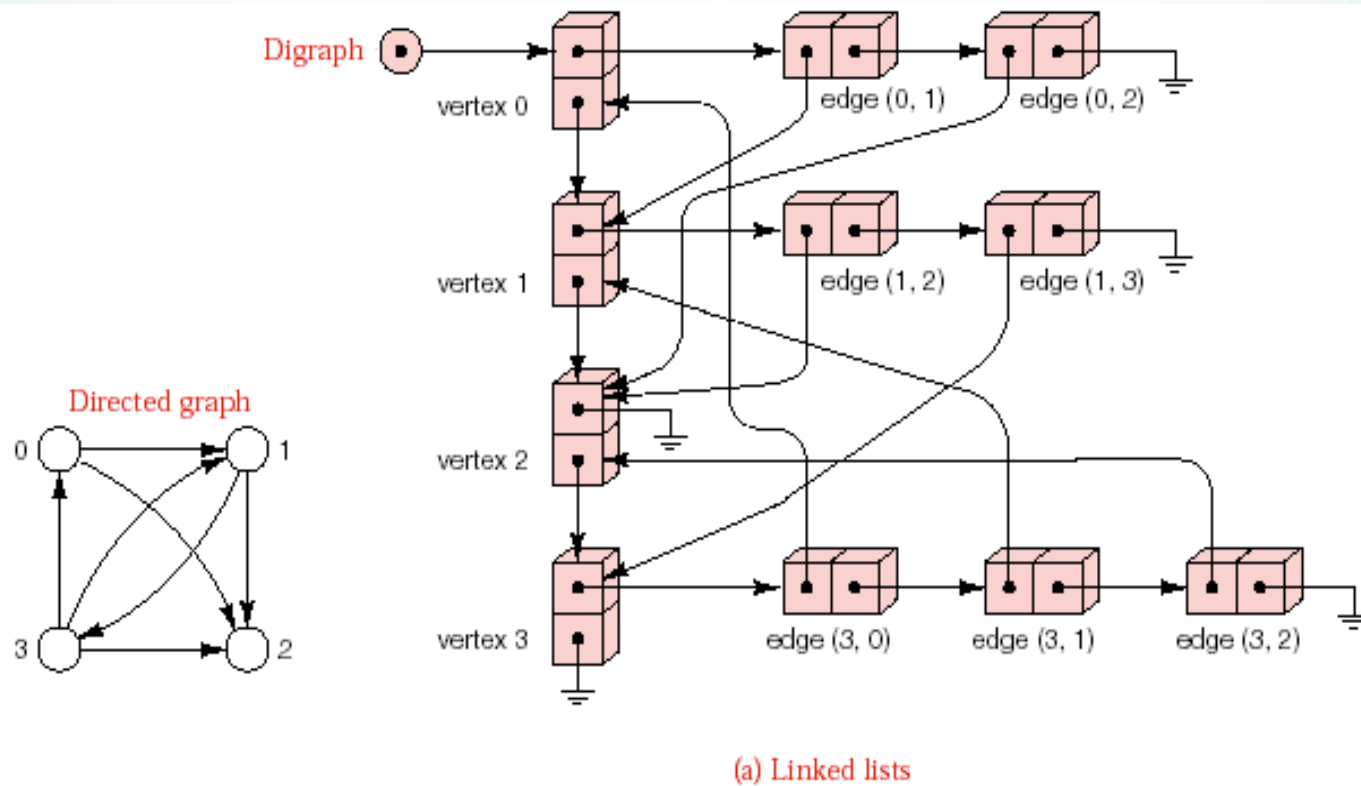 Digraph
vertex 0
edge (0, 1)
edge (0, 2)
vertex 1
edge (1, 2)
edge (1, 3)
Directed graph
0
1
vertex 2
3
2
vertex 3
edge (3, 0)
edge (3, 1)
edge (3, 2)
(a) Linked lists